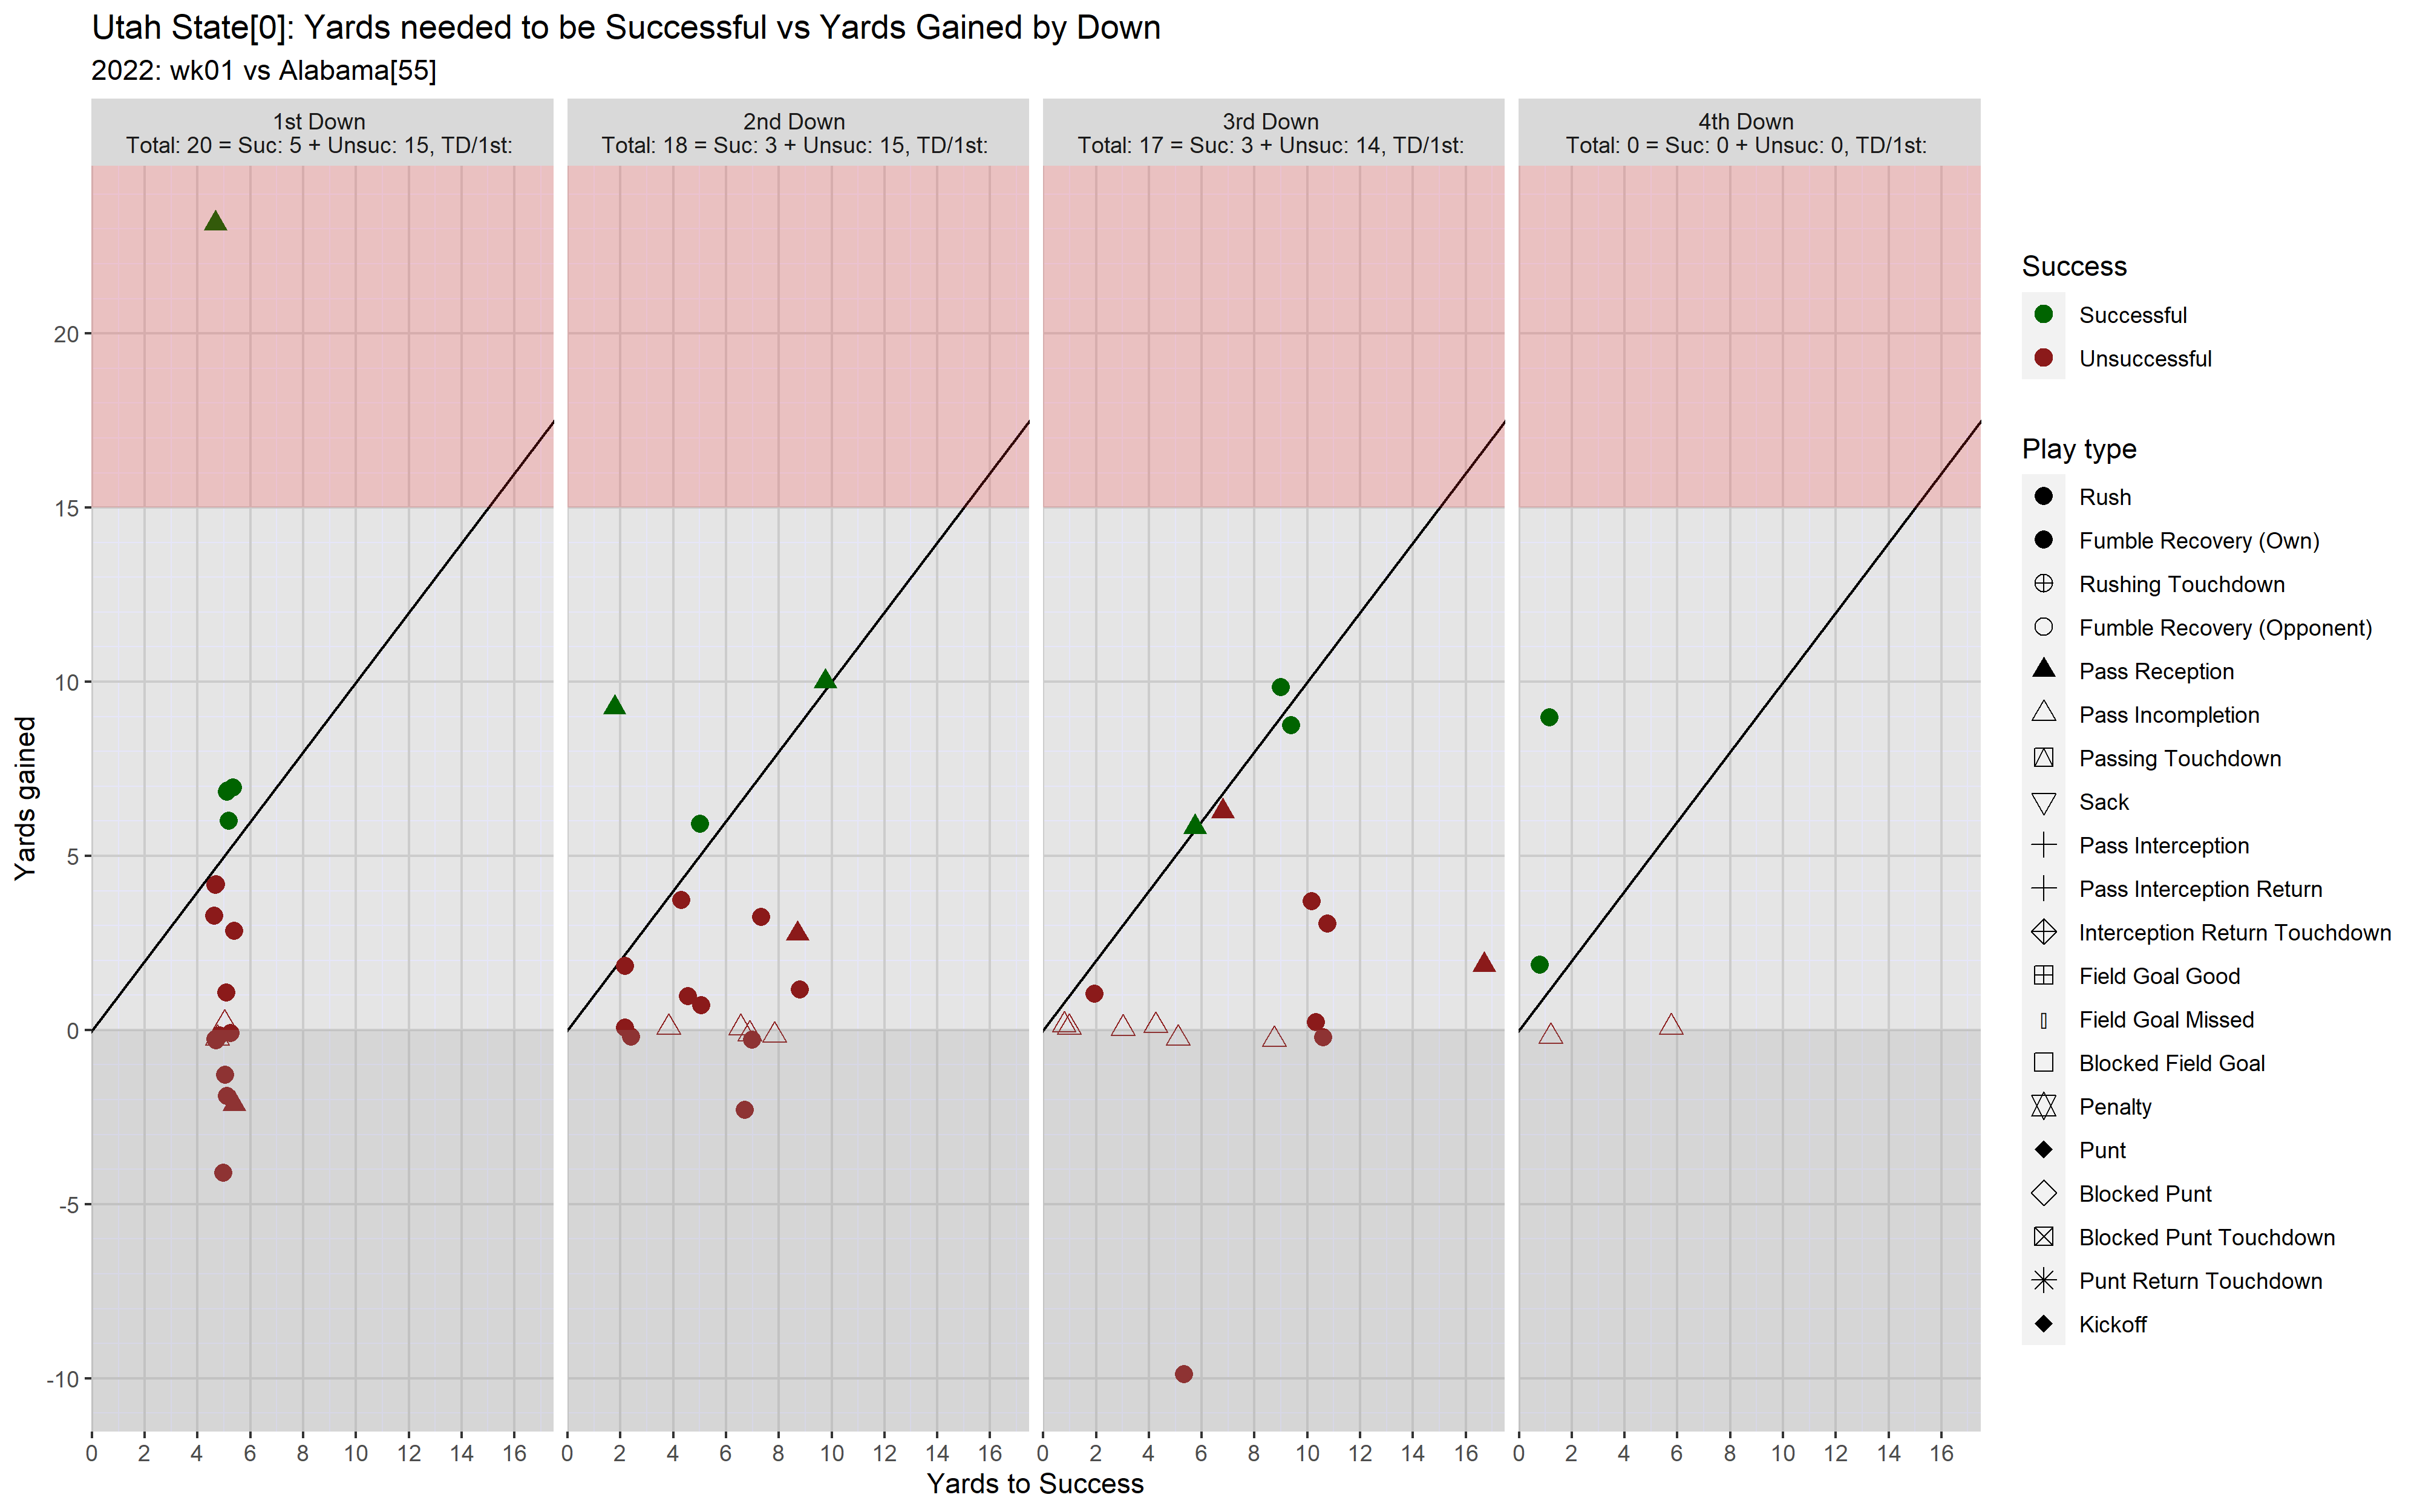 Utah State[0]: Yards needed to be Successful vs Yards Gained by Down
2022: wk01 vs Alabama[55]
1st Down
Total: 20 = Suc: 5 + Unsuc: 15, TD/1st:
2nd Down
Total: 18 = Suc: 3 + Unsuc: 15, TD/1st:
3rd Down
Total: 17 = Suc: 3 + Unsuc: 14, TD/1st:
4th Down
Total: 0 = Suc: 0 + Unsuc: 0, TD/1st:
Yards gained
20
15
10
5
0
-5
-10
0 2 4 6 8 10 12 14 16
0 2 4 6 8 10 12 14 16
0 2 4 6 8 10 12 14 16
0 2 4 6 8 10 12 14 16
Yards to Success
Success
Successful
Unsuccessful
Play type
Rush
Fumble Recovery (Own)
Rushing Touchdown
Fumble Recovery (Opponent)
Pass Reception
Pass Incompletion
Passing Touchdown
Sack
Pass Interception
Pass Interception Return
Interception Return Touchdown
Field Goal Good
Field Goal Missed
Blocked Field Goal
Penalty
Punt
Blocked Punt
Blocked Punt Touchdown
Punt Return Touchdown
Kickoff